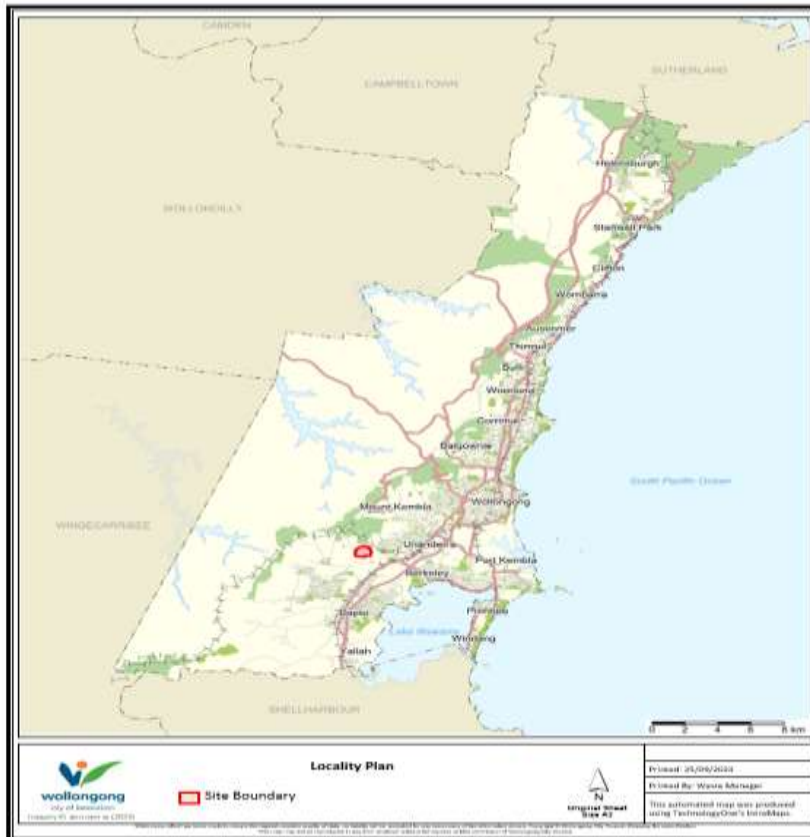 CAMDEN
CAMPBELLTOWN
SUTHERLAND
Helensburgh
WOLLONDILLY
Stanwell Park
Clifton
Wombarra
Austinmer
Thirroul
Bulli
Woonona
Corrimal
Balgownie
South Pacific Ocean
Wollongong
Mount Kembla
WINGECARRIBEE
Unanderra
Port Kembla
Berkeley
Dapto
Primbee
Lake Illawarra
Windang
Yallah
SHELLHARBOUR
0 2 4 6 8 km
Locality Plan
wollongong
city of innovation
Site Boundary
N
Original Sheet
Size A3
Printed: 25/09/2023
Printed By: Waste Manager
This automated map was produced
using TechnologyOne's IntraMaps.